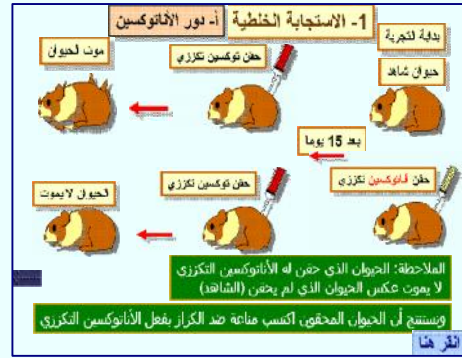 1- الاستجابة الخلطية
أ- دور الأناتوكسين
بداية التجربة
حيوان شاهد
حقن توكسين تكززي
موت الحيوان
بعد 15 يوما
حقن أناتوكسين تكززي
حقن توكسين تكززي
الحيوان لا يموت
الملاحظة: الحيوان الذي حقن له الأناتوكسين التكززي
لا يموت عكس الحيوان الذي لم يحقن (الشاهد)
ونستنتج أن الحيوان المحقون اكتسب مناعة ضد الكزاز بفعل الأناتوكسين التكززي
انقر هنا